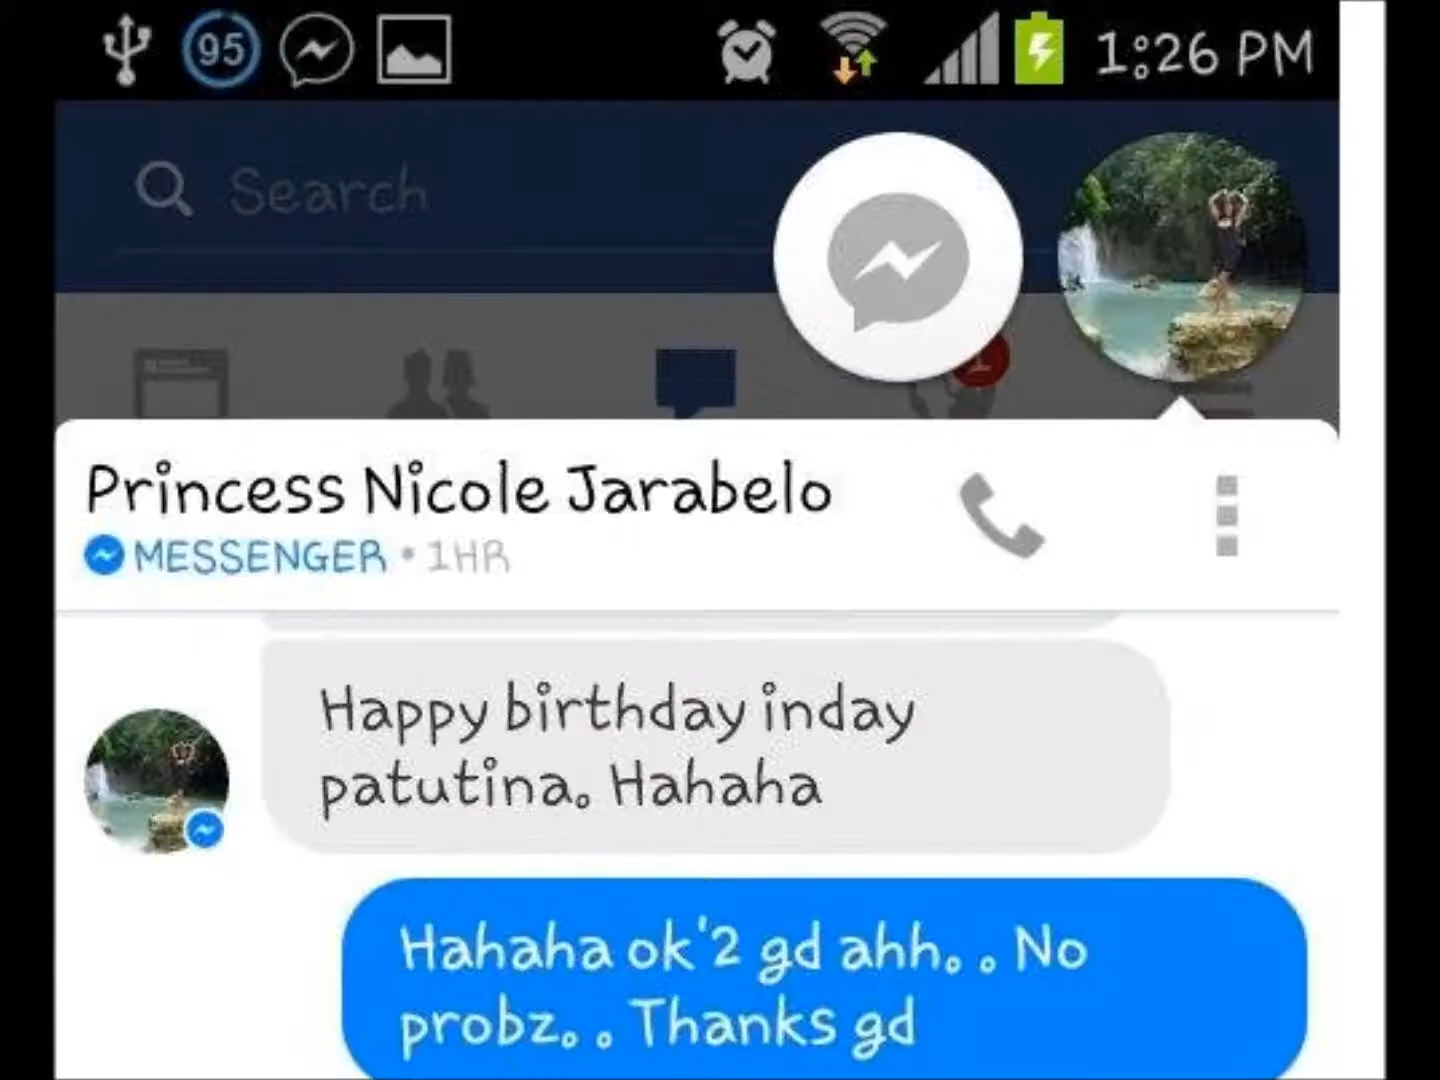 95 1:26 PM
Search
1
Princess Nicole Jarabelo
MESSENGER • 1HR
Happy birthday inday
patutina. Hahaha
Hahaha ok'2 gd ahh. . No
probz. . Thanks gd